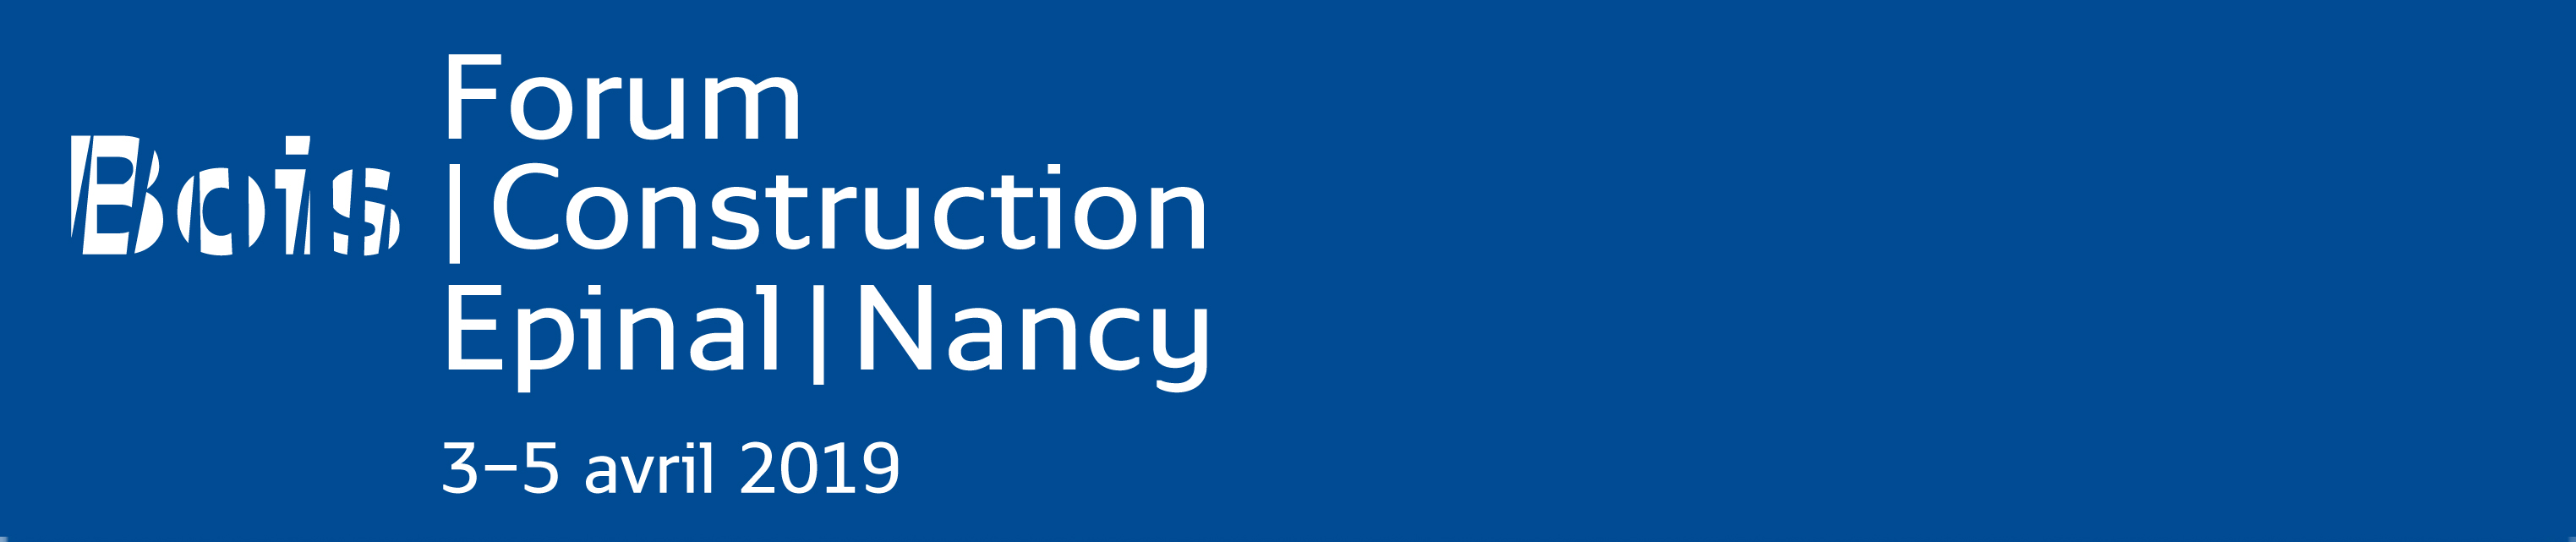 Forum
Bois | Construction
Epinal | Nancy
3–5 avril 2019